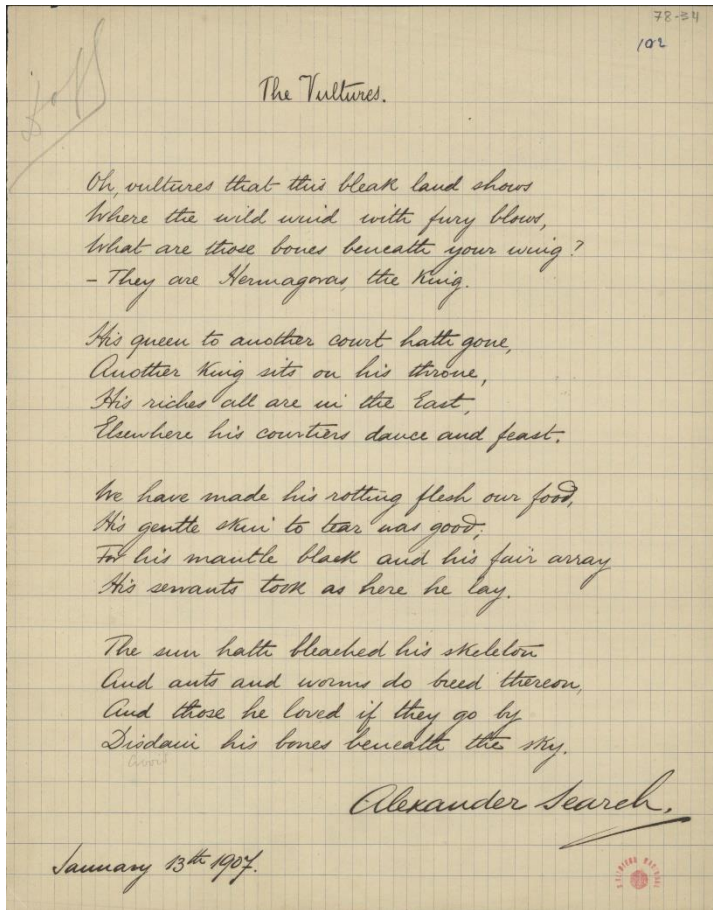 78-54
102
The Vultures.
Oh, vultures that this bleak land shows
Where the wild wind with fury blows,
What are those bones beneath your wing?
– They are Hermagoras, the King.
His queen to another court hath gone,
Another King sits on his throne,
His riches all are in the East,
Elsewhere his courtiers dance and feast.
We have made his rotting flesh our food,
His gentle skin to tear was good;
For his mantle black and his fair array
His servants took as here he lay.
The sun hath bleached his skeleton
And ants and worms do breed thereon,
And those he loved if they go by
Disdain his bones beneath the sky.
Avoid
Alexander Search.
January 13th 1907.